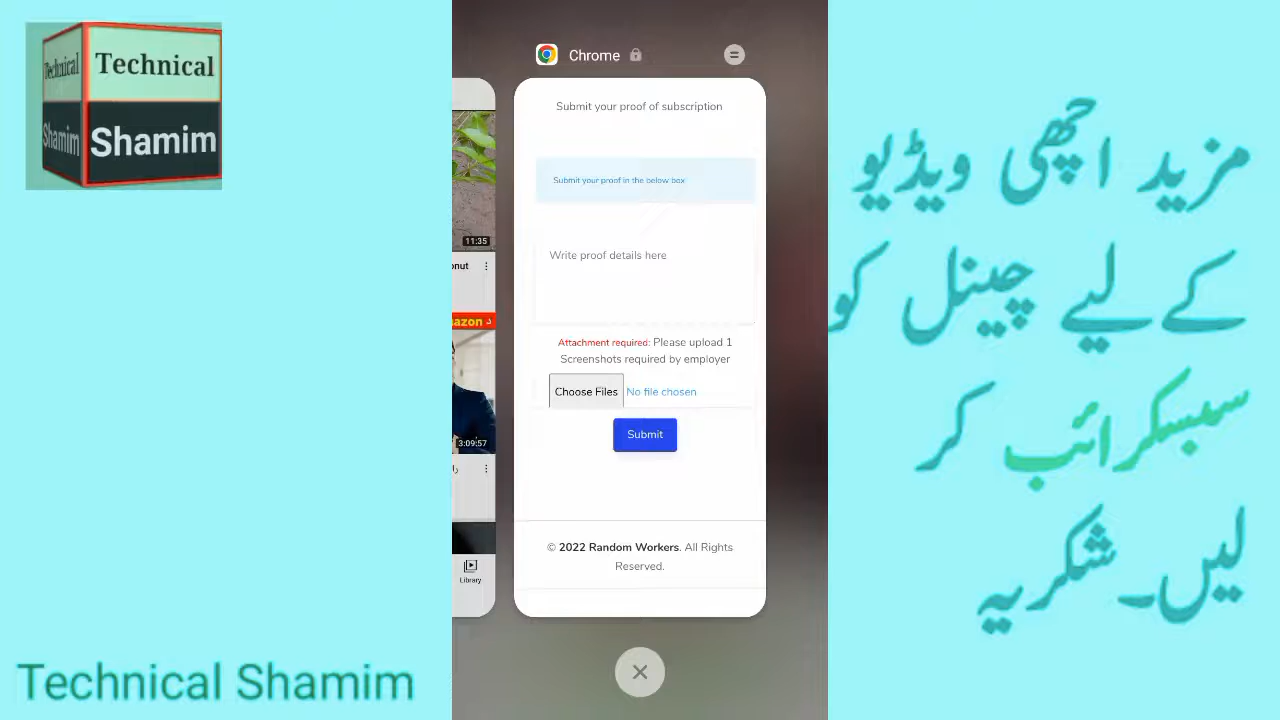 Technical
Technical
Shamim
Shamim
Technical Shamim
Chrome
11:35
onut
azon د
3:09:57
Library
Submit your proof of subscription
Submit your proof in the below box
Write proof details here
Attachment required: Please upload 1
Screenshots required by employer
Choose Files No file chosen
Submit
© 2022 Random Workers. All Rights
Reserved.
مزید اچھی ویڈیو
کے لیے چینل کو
سبسکرائب کر
لیں۔ شکریہ